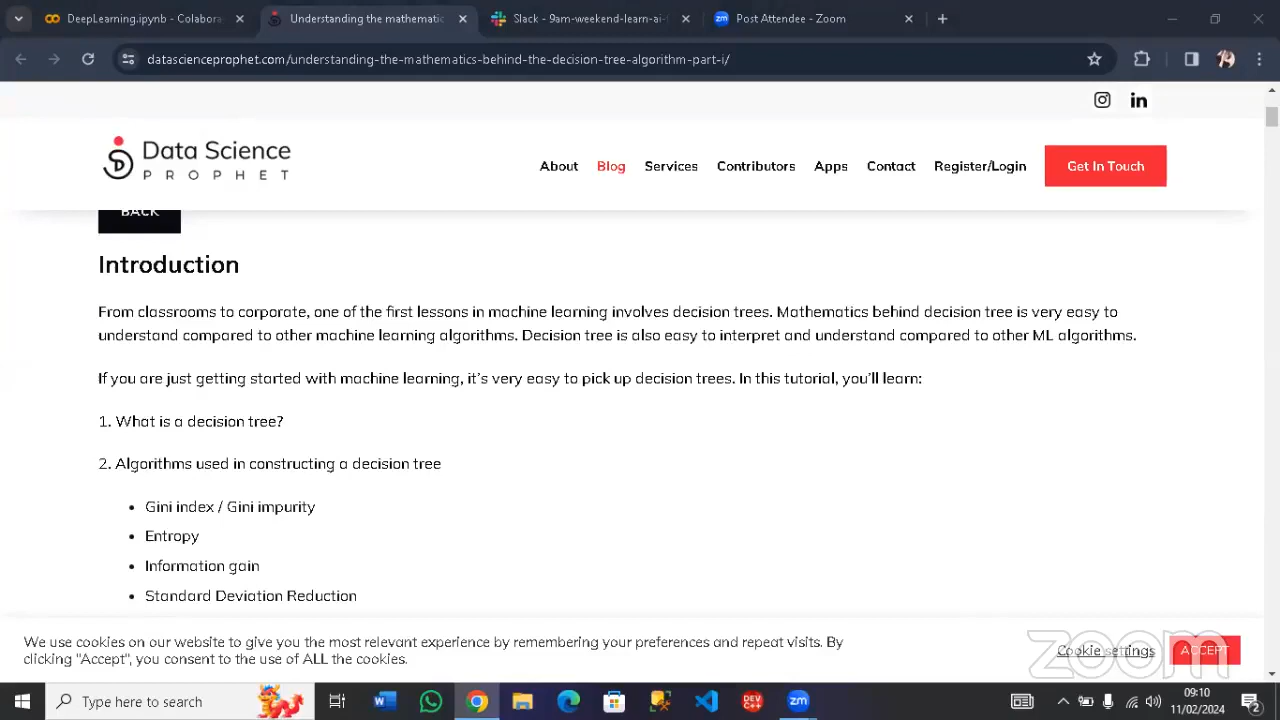 DeepLearning.ipynb - Colabora
Understanding the mathematic
Slack - 9am-weekend-learn-ai-
Post Attendee - Zoom
datascienceprophet.com/understanding-the-mathematics-behind-the-decision-tree-algorithm-part-i/
Data Science
PROPHET
About
Blog
Services
Contributors
Apps
Contact
Register/Login
Get In Touch
BACK
Introduction
From classrooms to corporate, one of the first lessons in machine learning involves decision trees. Mathematics behind decision tree is very easy to
understand compared to other machine learning algorithms. Decision tree is also easy to interpret and understand compared to other ML algorithms.
If you are just getting started with machine learning, it’s very easy to pick up decision trees. In this tutorial, you’ll learn:
1. What is a decision tree?
2. Algorithms used in constructing a decision tree
• Gini index / Gini impurity
• Entropy
• Information gain
• Standard Deviation Reduction
We use cookies on our website to give you the most relevant experience by remembering your preferences and repeat visits. By
clicking "Accept", you consent to the use of ALL the cookies.
Cookie settings
ACCEPT
zoom
Type here to search
09:10
11/02/2024
2